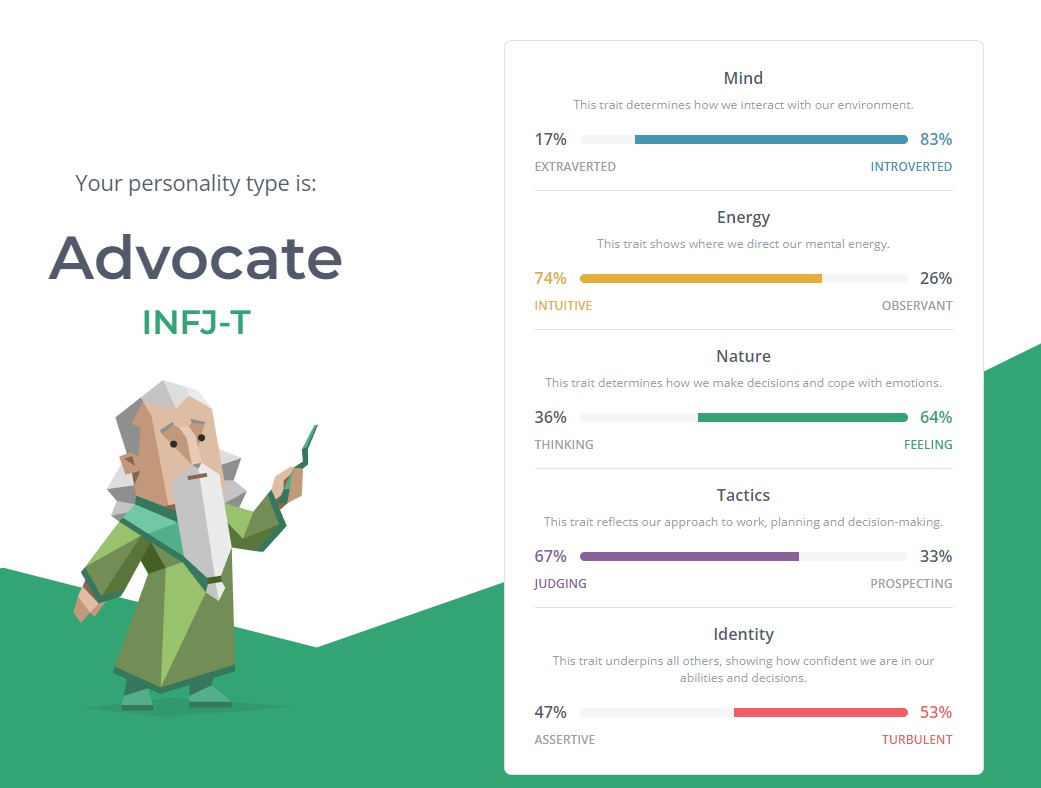 Your personality type is:
Advocate
INFJ-T
Mind
This trait determines how we interact with our environment.
17% 83%
EXTRAVERTED INTROVERTED
Energy
This trait shows where we direct our mental energy.
74% 26%
INTUITIVE OBSERVANT
Nature
This trait determines how we make decisions and cope with emotions.
36% 64%
THINKING FEELING
Tactics
This trait reflects our approach to work, planning and decision-making.
67% 33%
JUDGING PROSPECTING
Identity
This trait underpins all others, showing how confident we are in our
abilities and decisions.
47% 53%
ASSERTIVE TURBULENT